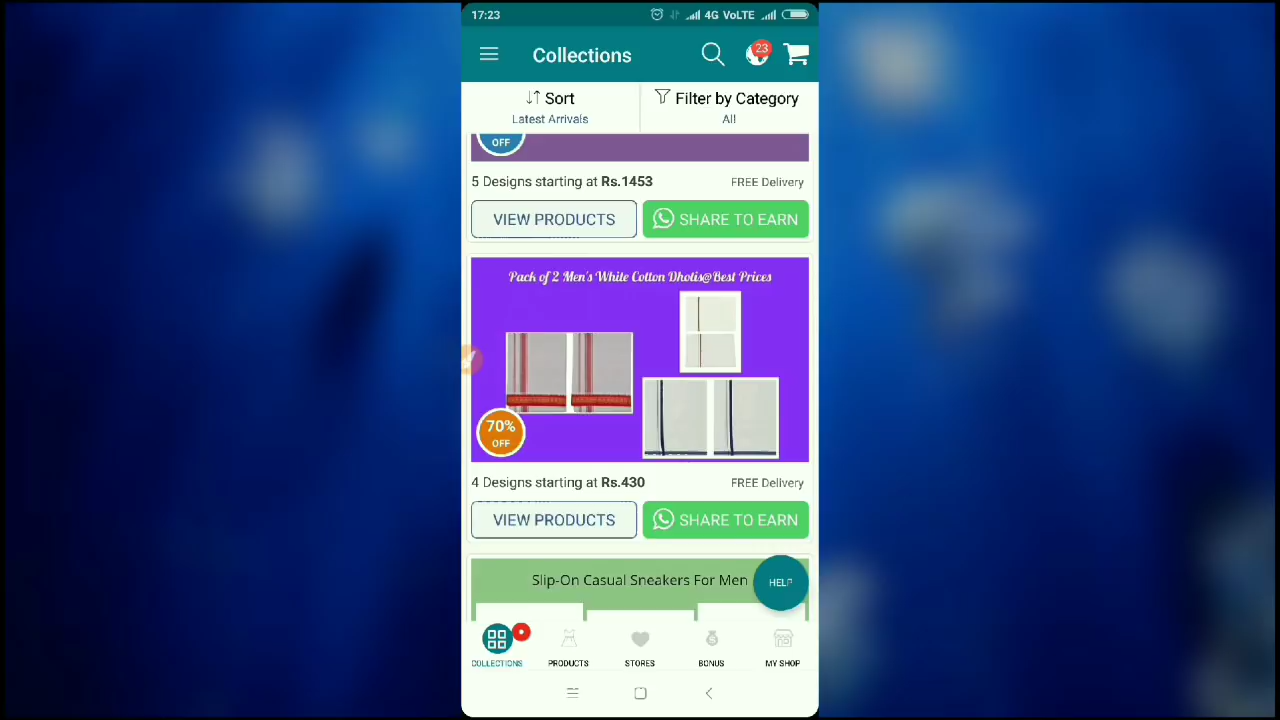 17:23
4G VoLTE
Collections
23
Sort
Latest Arrivals
Filter by Category
All
OFF
5 Designs starting at Rs.1453
FREE Delivery
VIEW PRODUCTS
SHARE TO EARN
Pack of 2 Men's White Cotton Dhotis@Best Prices
70%
OFF
4 Designs starting at Rs.430
FREE Delivery
VIEW PRODUCTS
SHARE TO EARN
Slip-On Casual Sneakers For Men
HELP
COLLECTIONS
PRODUCTS
STORES
BONUS
MY SHOP